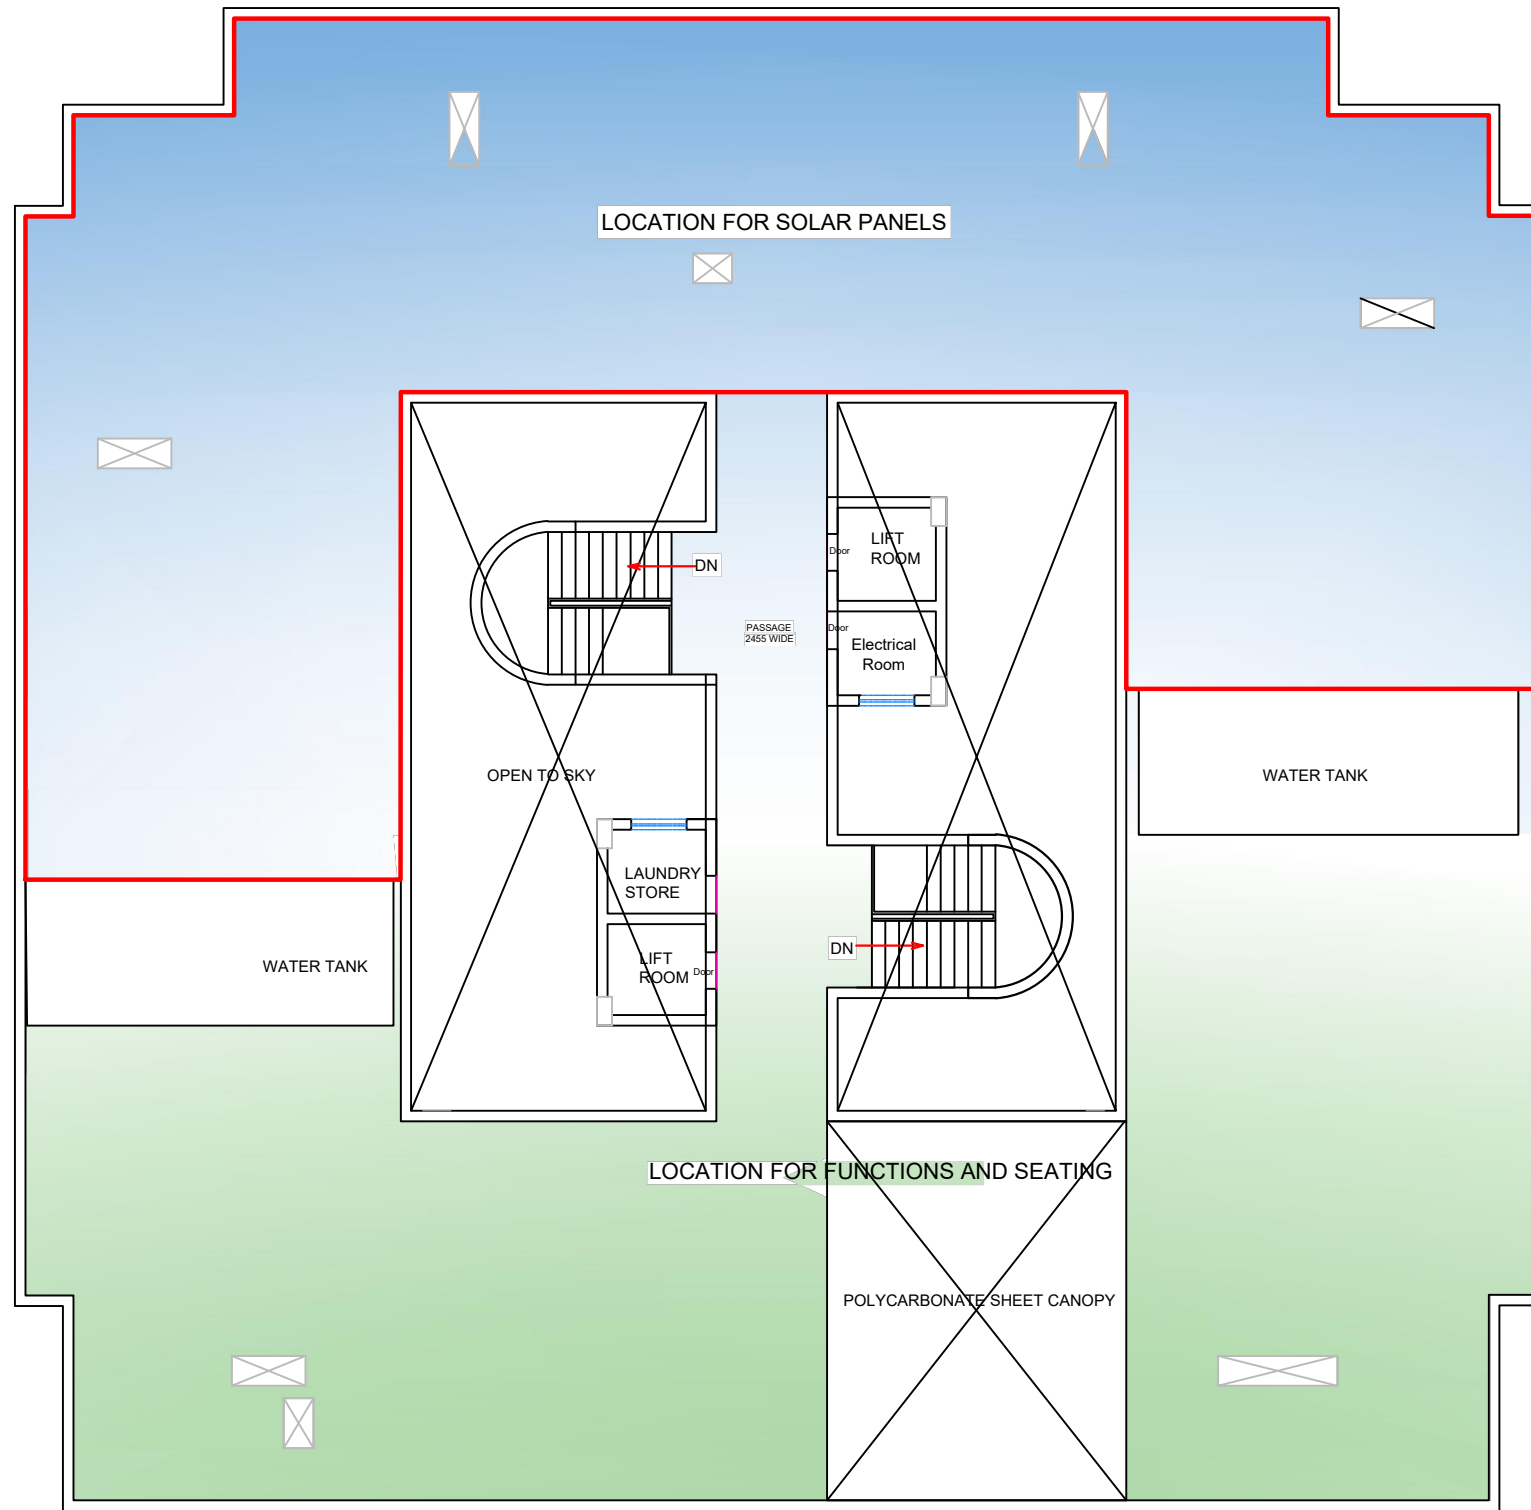 LOCATION FOR SOLAR PANELS
LIFT
ROOM
Door
DN
PASSAGE
2455 WIDE
Door
Electrical
Room
OPEN TO SKY
WATER TANK
LAUNDRY
STORE
DN
LIFT
ROOM
Door
WATER TANK
LOCATION FOR FUNCTIONS AND SEATING
POLYCARBONATE SHEET CANOPY